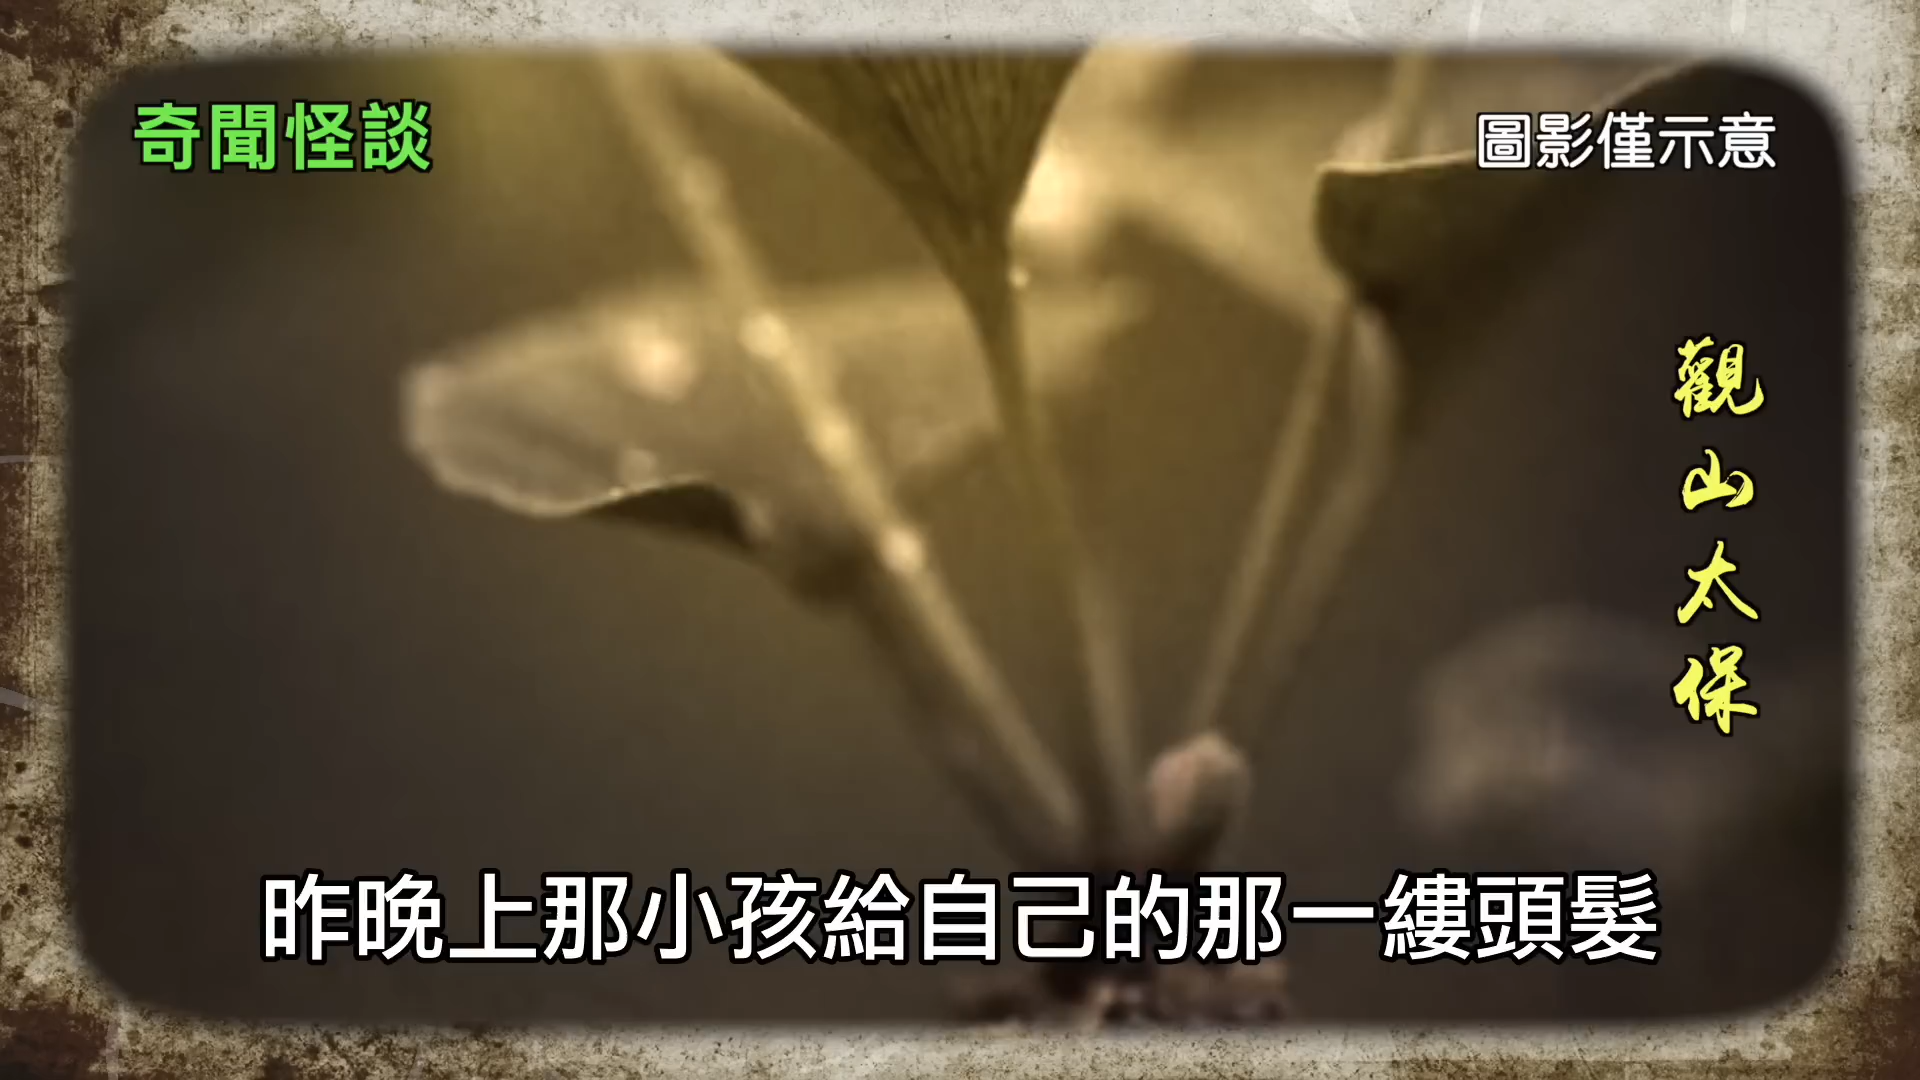 奇聞怪談
圖影僅示意
觀山太保
昨晚上那小孩給自己的那一縷頭髮